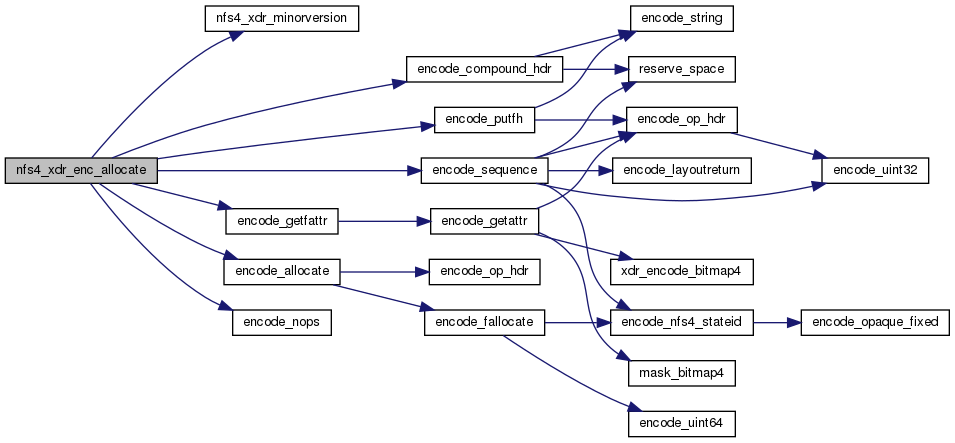 nfs4_xdr_minorversion
encode_string
encode_compound_hdr
reserve_space
encode_putfh
encode_op_hdr
nfs4_xdr_enc_allocate
encode_sequence
encode_layoutreturn
encode_uint32
encode_getfattr
encode_getattr
encode_allocate
encode_op_hdr
xdr_encode_bitmap4
encode_nops
encode_fallocate
encode_nfs4_stateid
encode_opaque_fixed
mask_bitmap4
encode_uint64